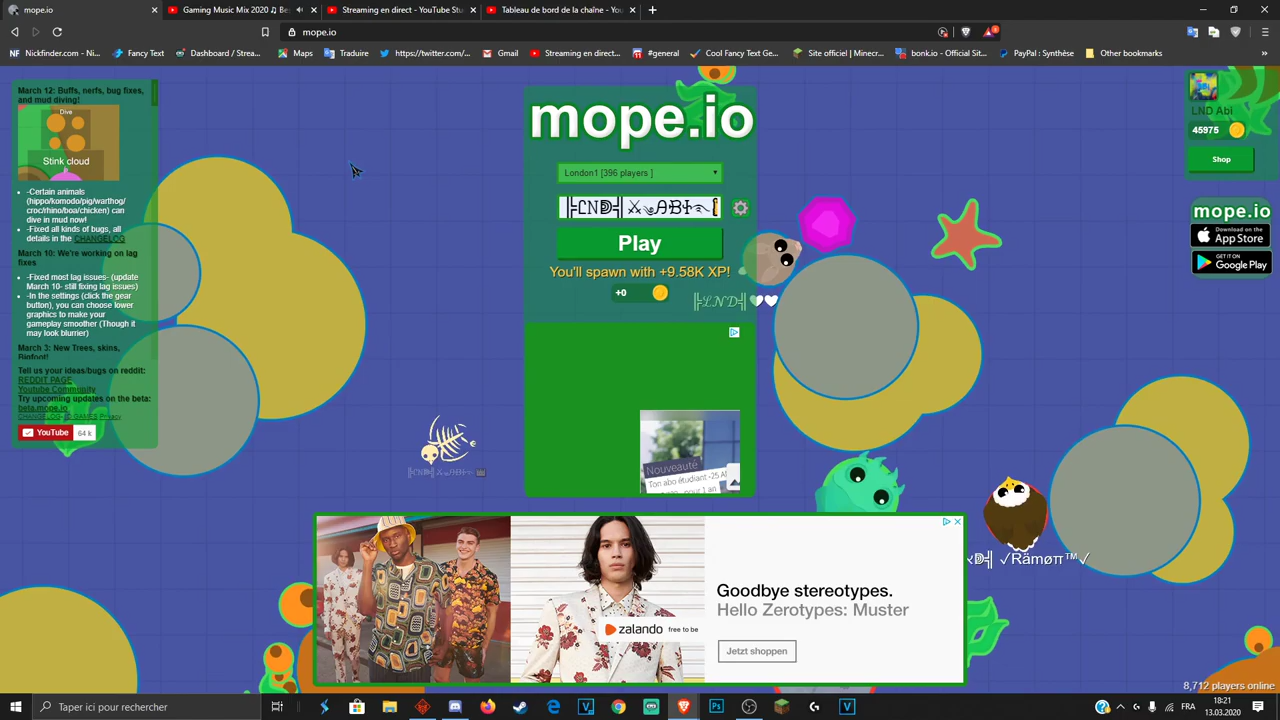 mope.io
Gaming Music Mix 2020 ♫ Be
Streaming en direct - YouTube Stu
Tableau de bord de la chaîne - You
mope.io
NF Nickfinder.com - En
Fancy Text
Dashboard / Strea...
Maps
Traduire
https://twitter.com/...
Gmail
Streaming en direct...
#general
Cool Fancy Text Ge...
Site officiel | Minecr...
bonk.io - Official Sit...
PayPal : Synthèse
Other bookmarks
March 12: Buffs, nerfs, bug fixes,
and mud diving!
Dive
Stink cloud
-Certain animals
(hippo/komodo/pig/warthog/
croc/rhino/boa/chicken) can
dive in mud now!
-Fixed all kinds of bugs, all
details in the CHANGELOG
March 10: We're working on lag
fixes
-Fixed most lag issues- (update
March 10- still fixing lag issues)
-In the settings (click the gear
button), you can choose lower
graphics to make your
gameplay smoother (Though it
may look blurrier)
March 3: New Trees, skins,
Bigfoot!
Tell us your ideas/bugs on reddit:
REDDIT PAGE
Youtube Community
Try upcoming updates on the beta:
beta.mope.io
CHANGELOG- IO GAMES Privacy
YouTube 64 k
mope.io
London1 [396 players ]
Play
You'll spawn with +9.58K XP!
+0
Nouveauté
LND Abi
45975
Shop
mope.io
Download on the
App Store
GET IT ON
Google Play
✓Rämøπ™✓
Goodbye stereotypes.
Hello Zerotypes: Muster
zalando free to be
Jetzt shoppen
8,712 players online
Taper ici pour rechercher
FRA
18:21
13.03.2020